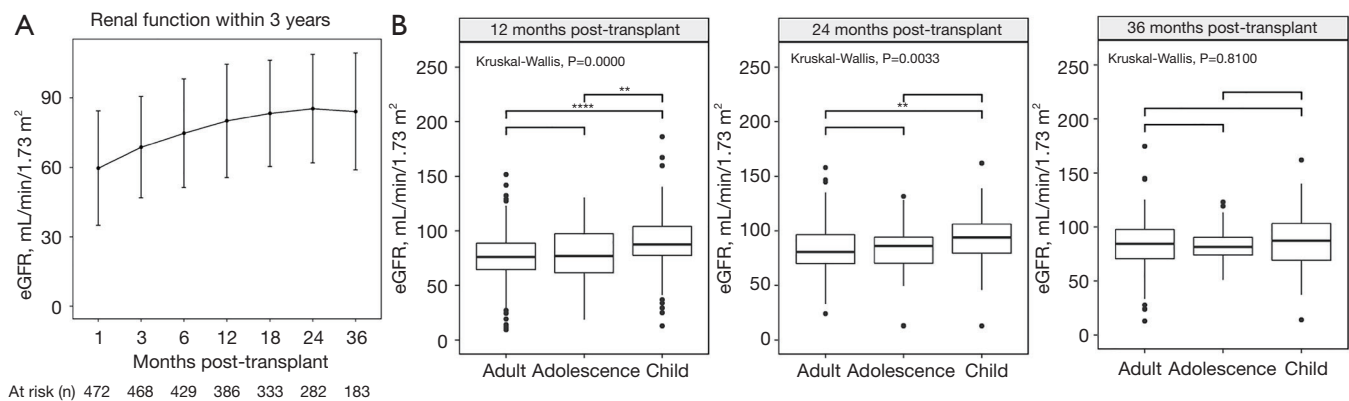 A
Renal function within 3 years
eGFR, mL/min/1.73 m²
90
60
30
0
1 3 6 12 18 24 36
Months post-transplant
At risk (n) 472 468 429 386 333 282 183
B
12 months post-transplant
Kruskal-Wallis, P=0.0000
eGFR, mL/min/1.73 m²
250
200
150
100
50
0
****
**
Adult Adolescence Child
24 months post-transplant
Kruskal-Wallis, P=0.0033
eGFR, mL/min/1.73 m²
250
200
150
100
50
0
**
Adult Adolescence Child
36 months post-transplant
Kruskal-Wallis, P=0.8100
eGFR, mL/min/1.73 m²
250
200
150
100
50
0
Adult Adolescence Child